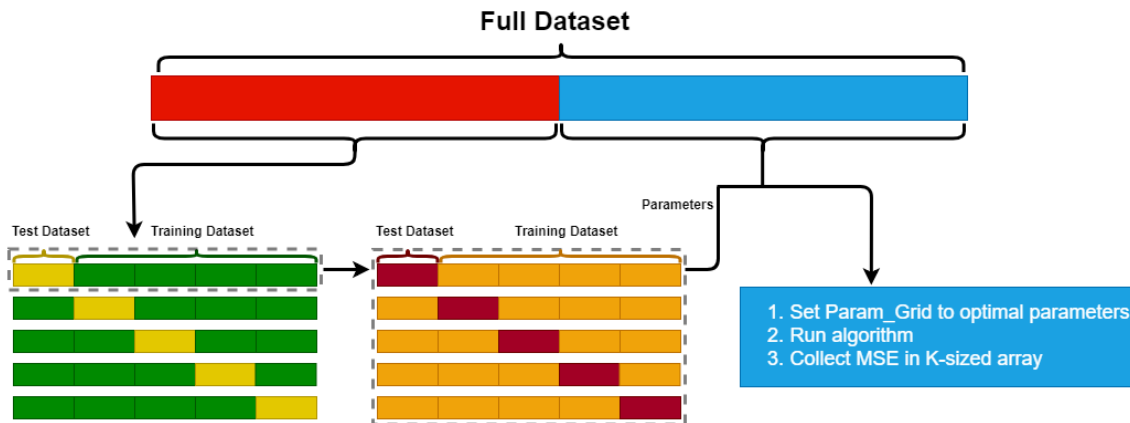 Full Dataset
Parameters
Test Dataset
Training Dataset
Test Dataset
Training Dataset
1. Set Param_Grid to optimal parameters
2. Run algorithm
3. Collect MSE in K-sized array